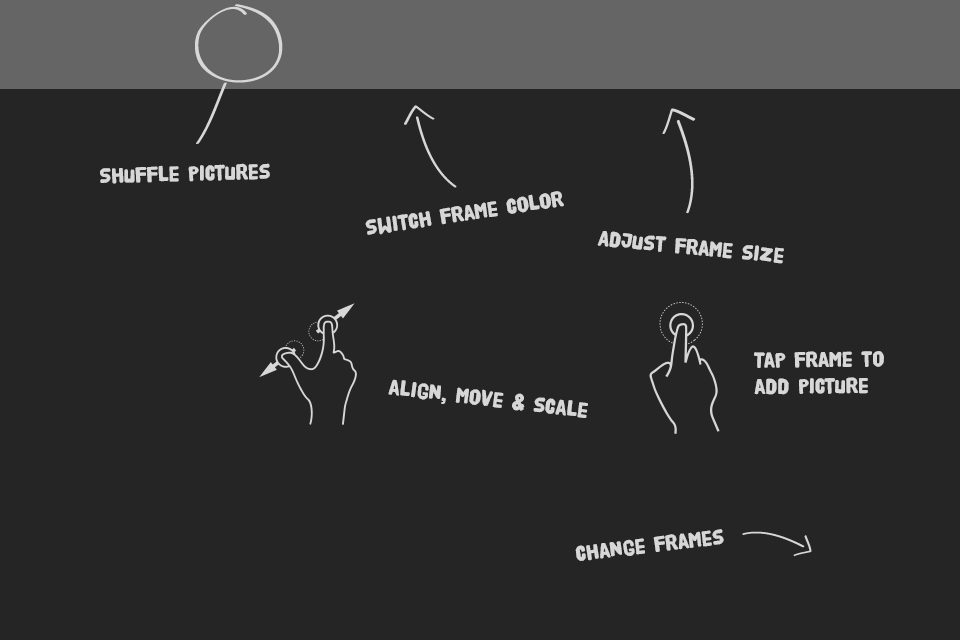 SHUFFLE PICTURES
SWITCH FRAME COLOR
ADJUST FRAME SIZE
ALIGN, MOVE & SCALE
TAP FRAME TO
ADD PICTURE
CHANGE FRAMES